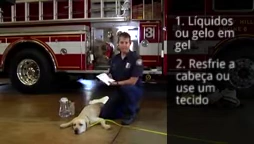 1. Líquidos
ou gelo em
gel
2. Resfrie a
cabeça ou
use um
tecido